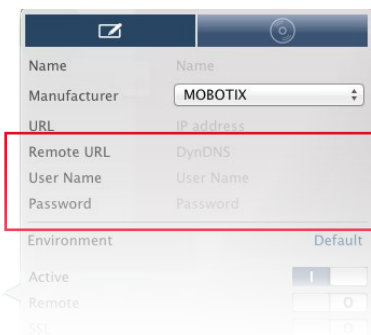 Name Name
Manufacturer MOBOTIX
URL IP address
Remote URL DynDNS
User Name User Name
Password Password
Environment Default
Active I
Remote O
SSL O